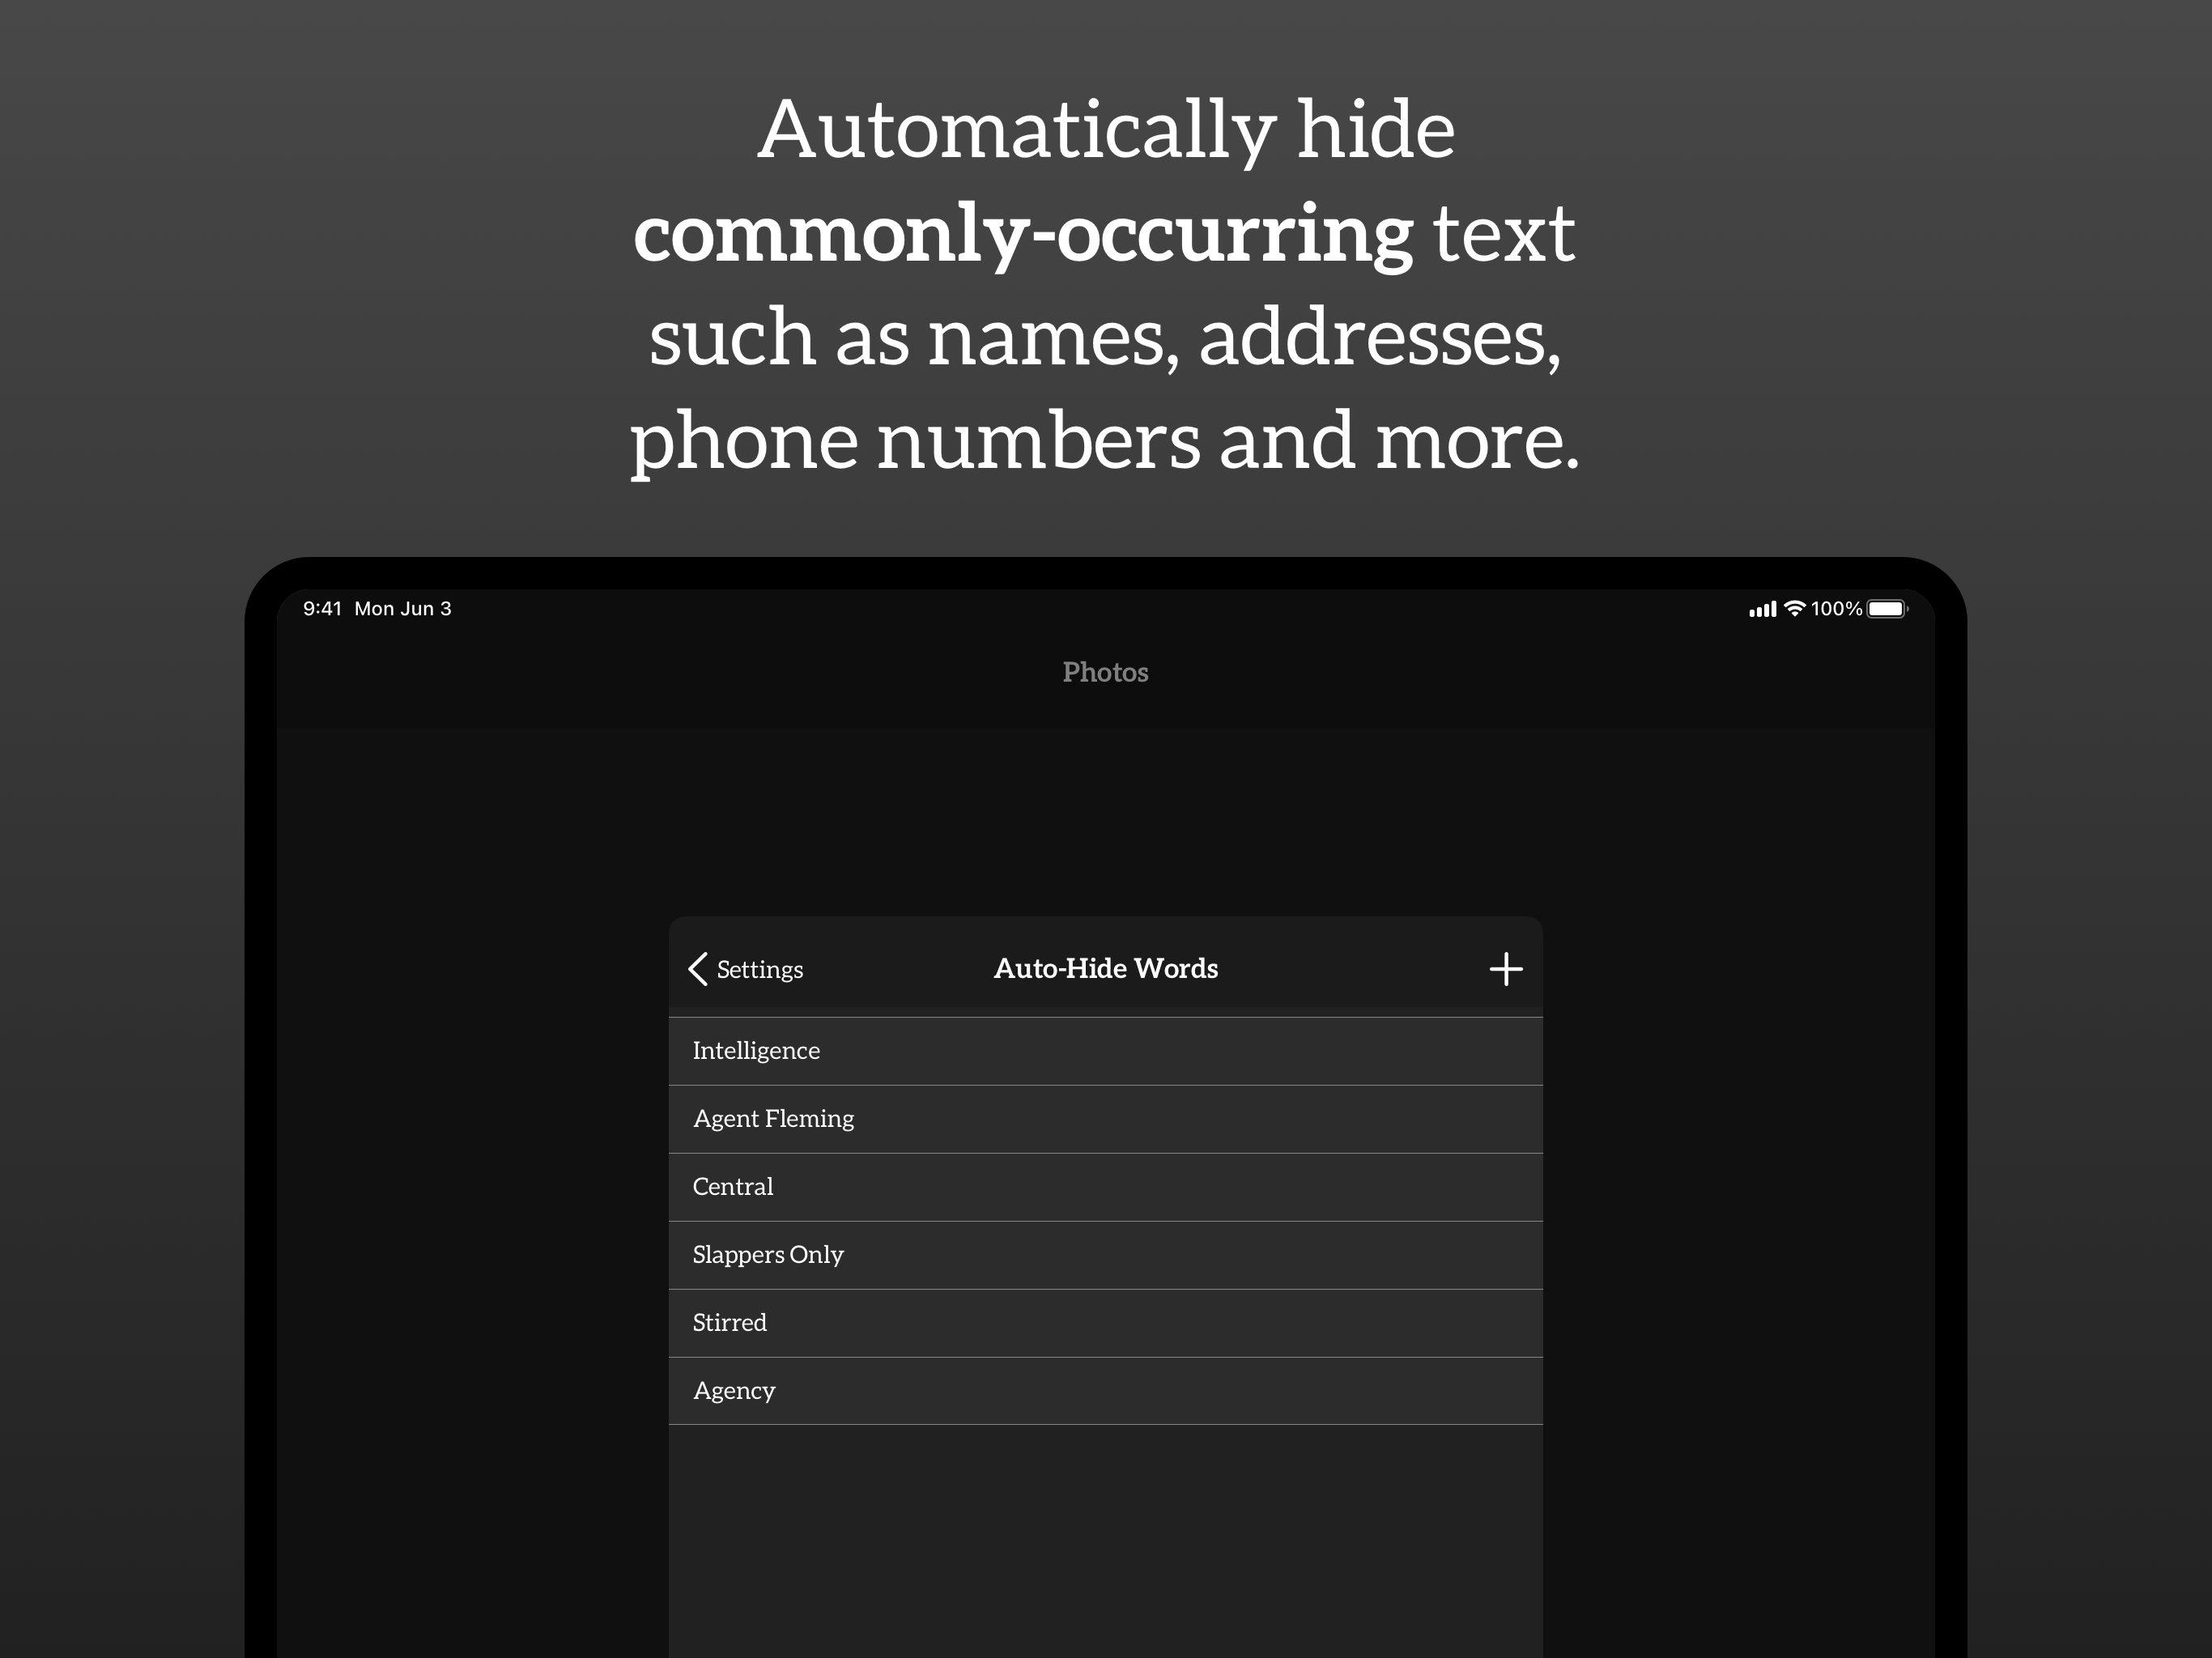 Automatically hide
commonly-occurring text
such as names, addresses,
phone numbers and more.
9:41 Mon Jun 3
100%
Photos
Settings
Auto-Hide Words
Intelligence
Agent Fleming
Central
Slappers Only
Stirred
Agency